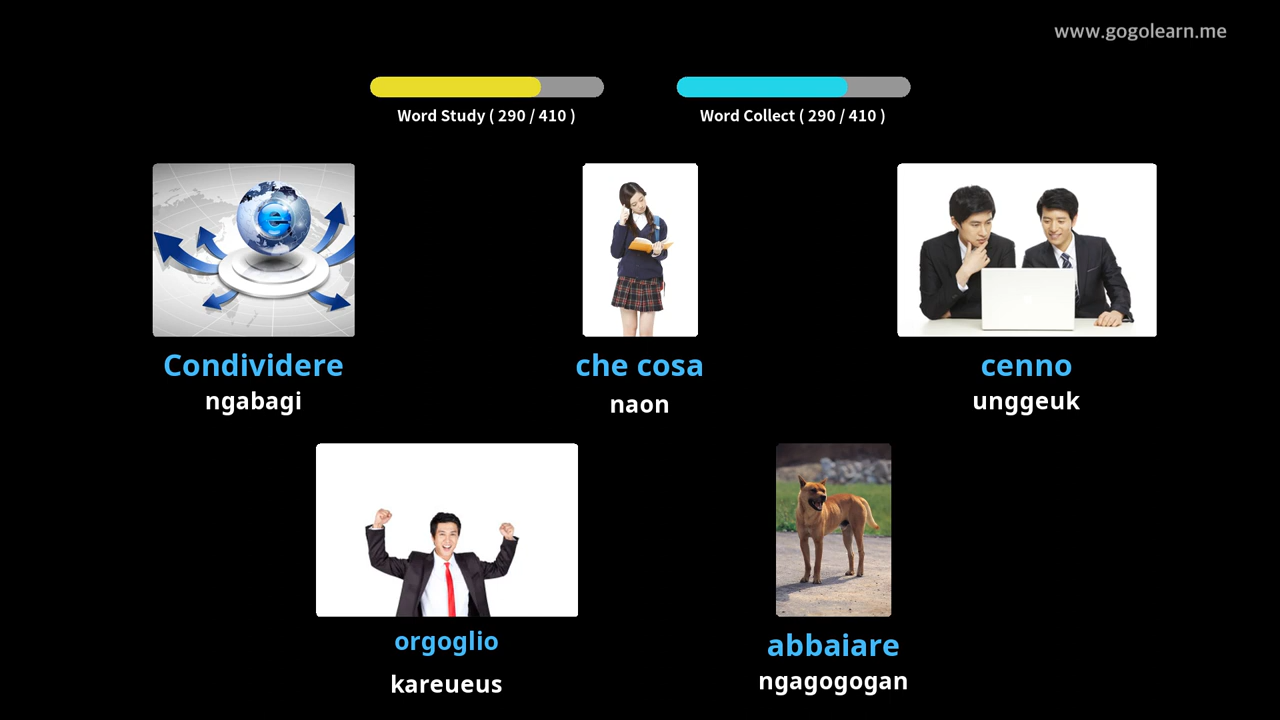 www.gogolearn.me
Word Study ( 290 / 410 )
Word Collect ( 290 / 410 )
e
Condividere
ngabagi
che cosa
naon
cenno
unggeuk
orgoglio
kareueus
abbaiare
ngagogogan